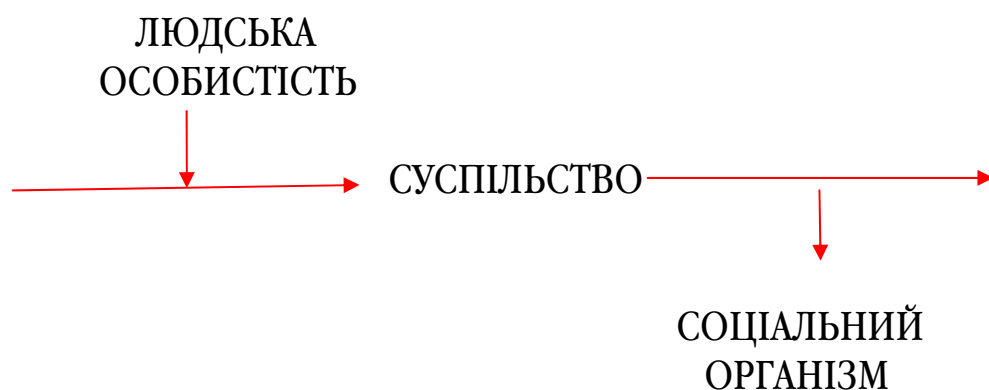 ЛЮДСЬКА
ОСОБИСТІСТЬ
СУСПІЛЬСТВО
СОЦІАЛЬНИЙ
ОРГАНІЗМ